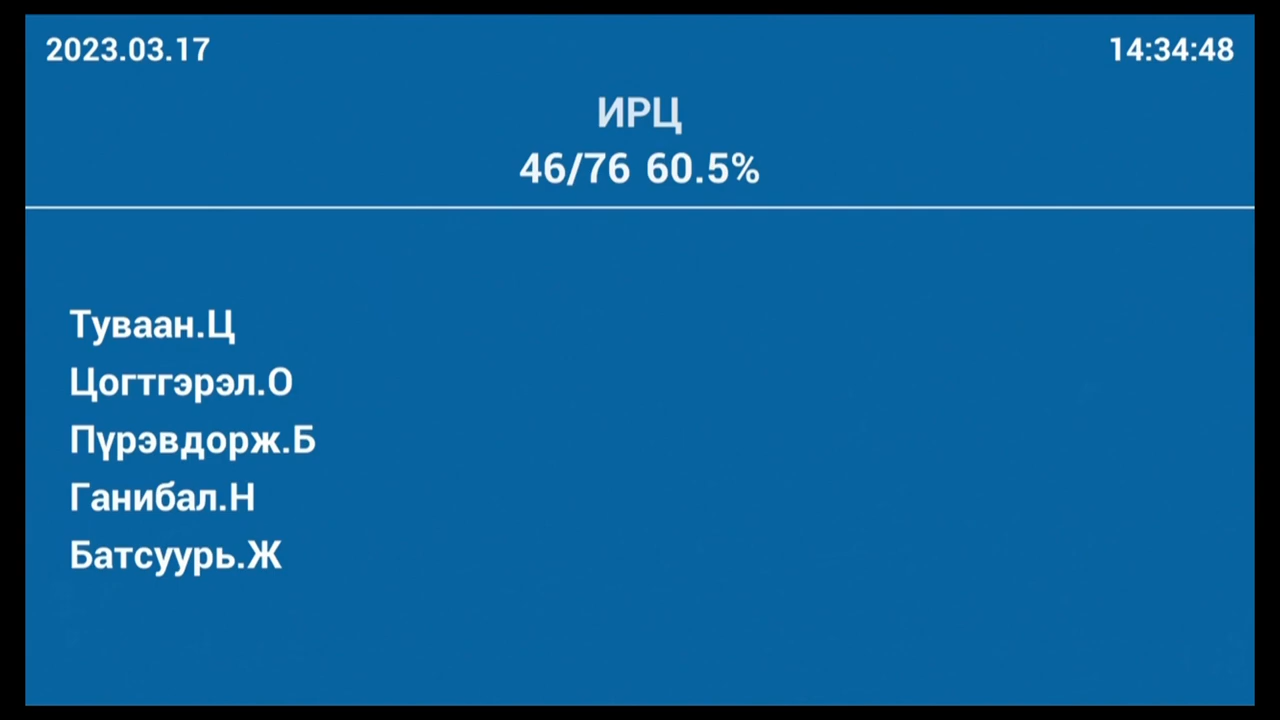 2023.03.17 14:34:48
ИРЦ
46/76 60.5%
Туваан.Ц
Цогтгэрэл.О
Пүрэвдорж.Б
Ганибал.Н
Батсуурь.Ж